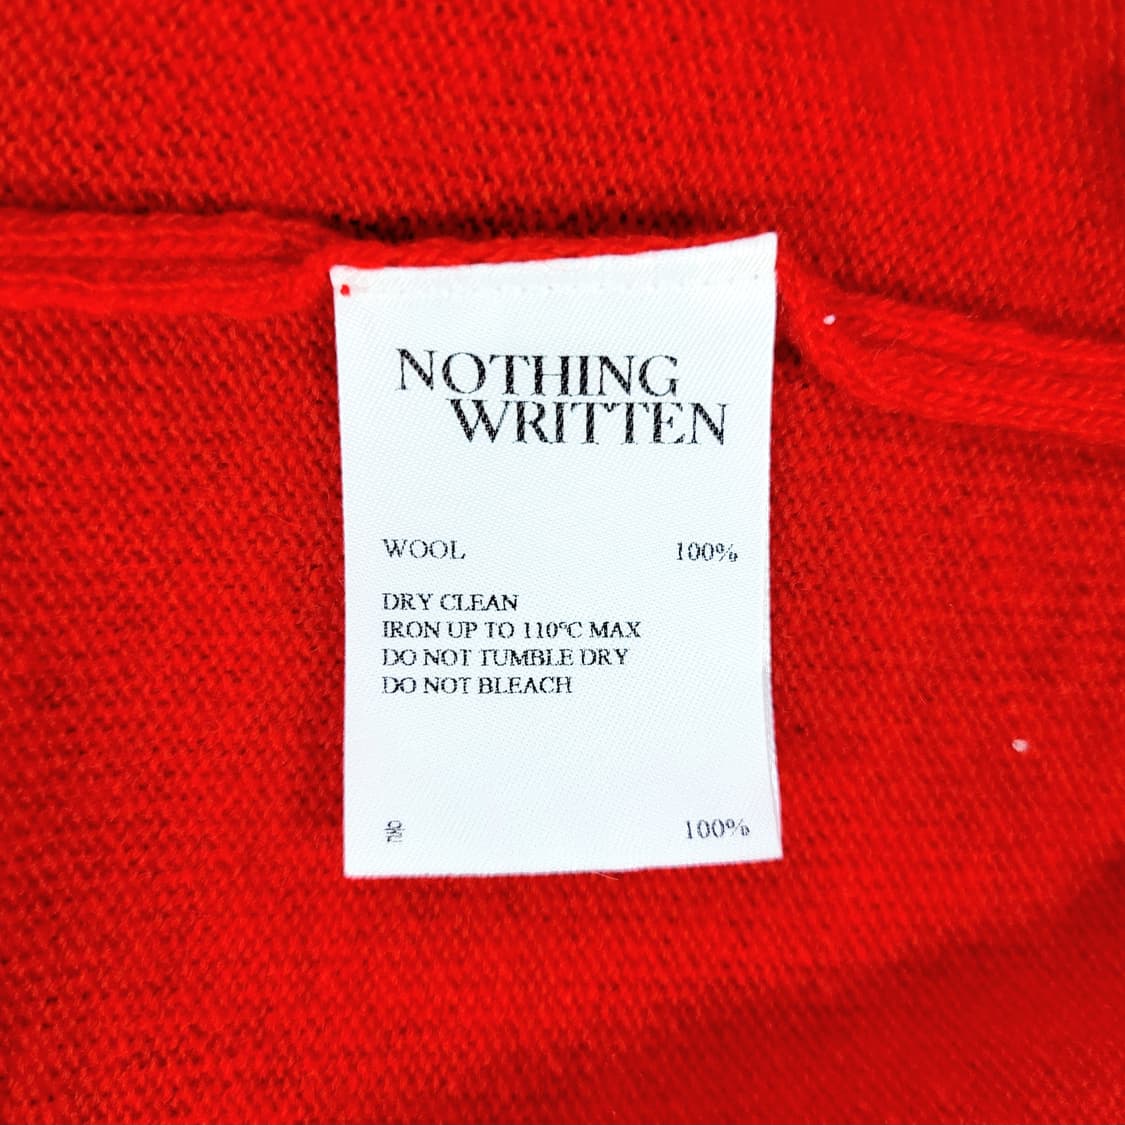 NOTHING
WRITTEN
WOOL 100%
DRY CLEAN
IRON UP TO 110°C MAX
DO NOT TUMBLE DRY
DO NOT BLEACH
100%